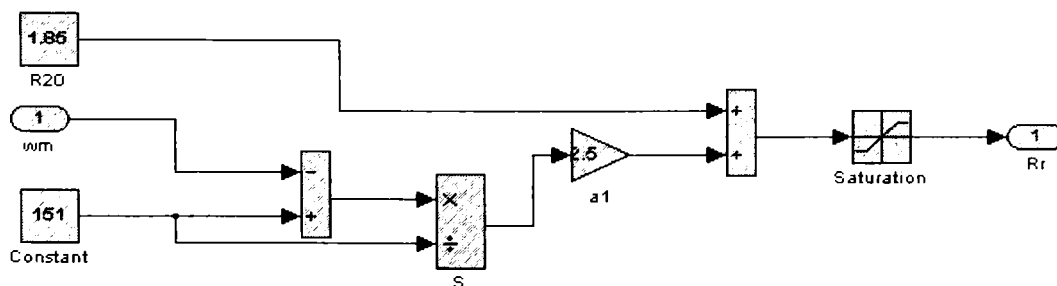 1.85
R20
1
wm
151
Constant
-
+
×
÷
S
2.5
a1
+
+
Saturation
1
Rr